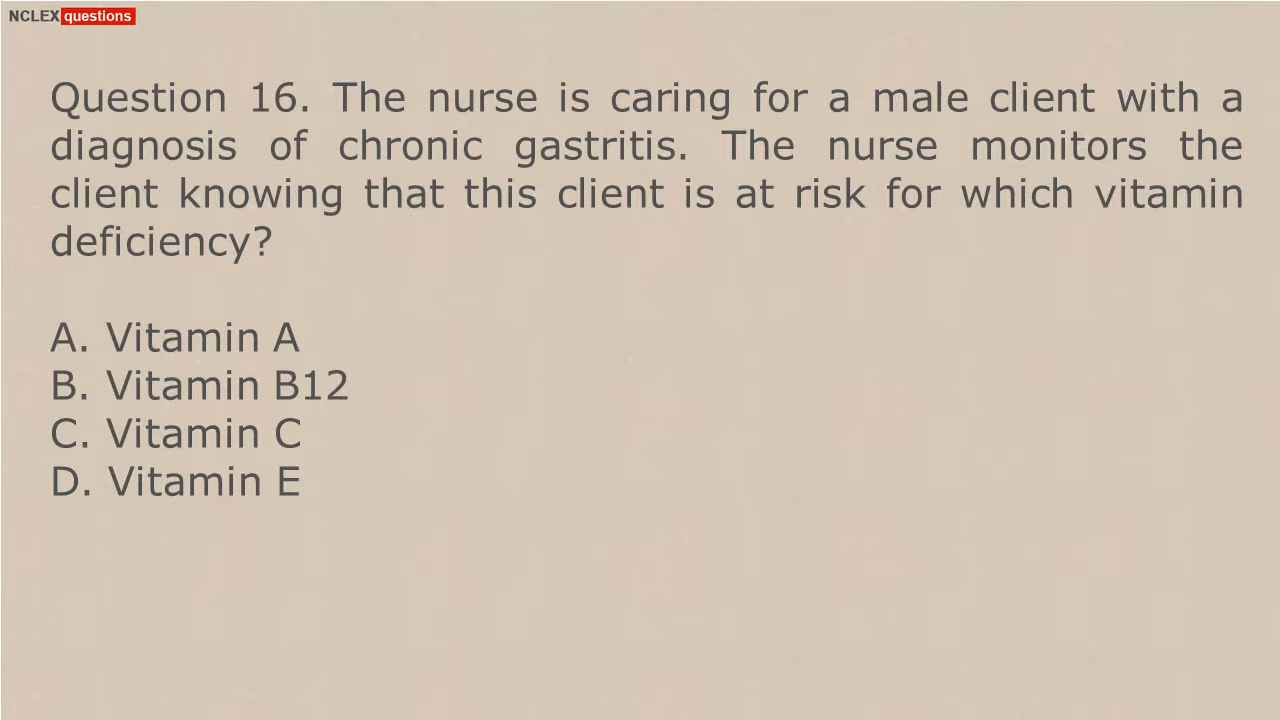 NCLEX questions
Question 16. The nurse is caring for a male client with a
diagnosis of chronic gastritis. The nurse monitors the
client knowing that this client is at risk for which vitamin
deficiency?
A. Vitamin A
B. Vitamin B12
C. Vitamin C
D. Vitamin E